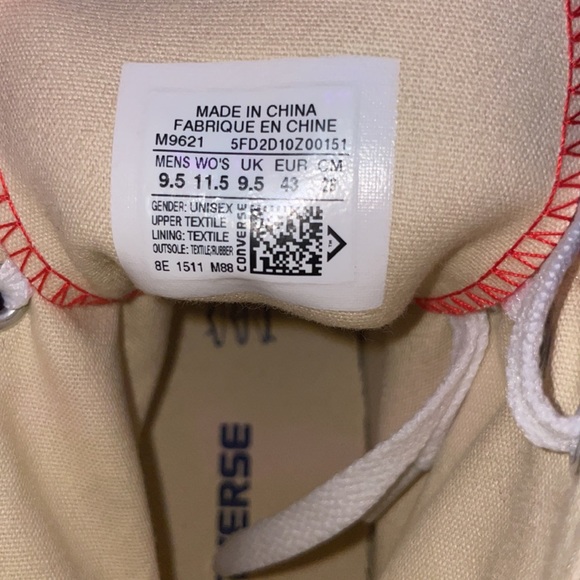 MADE IN CHINA
FABRIQUE EN CHINE
M9621 5FD2D10Z00151
MENS WO'S UK EUR CM
9.5 11.5 9.5 43 28
GENDER: UNISEX
UPPER TEXTILE
LINING: TEXTILE
OUTSOLE: TEXTILE/RUBBER
8E 1511 M88
CONVERSE
VERSE